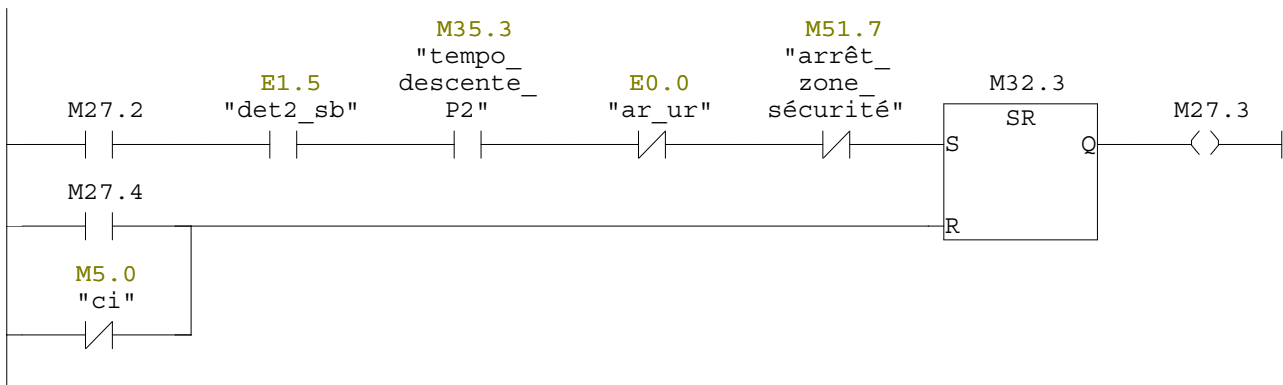 M35.3
M51.7
"tempo_
"arrêt_
E1.5
descente_
E0.0
zone_
M32.3
M27.2
"det2_sb"
P2"
"ar_ur"
sécurité"
SR
M27.3
S
Q
M27.4
R
M5.0
"ci"